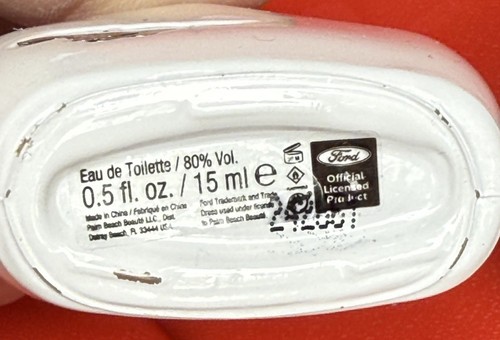 Eau de Toilette / 80% Vol.
0.5 fl. oz. / 15 ml e
Made in China / Fabriqué en Chine
Palm Beach Beauté LLC., Dist.
Delray Beach, FL 33444 USA
Ford Trademark and Trade
Dress used under license
to Palm Beach Beauté
Ford
Official
Licensed
Product